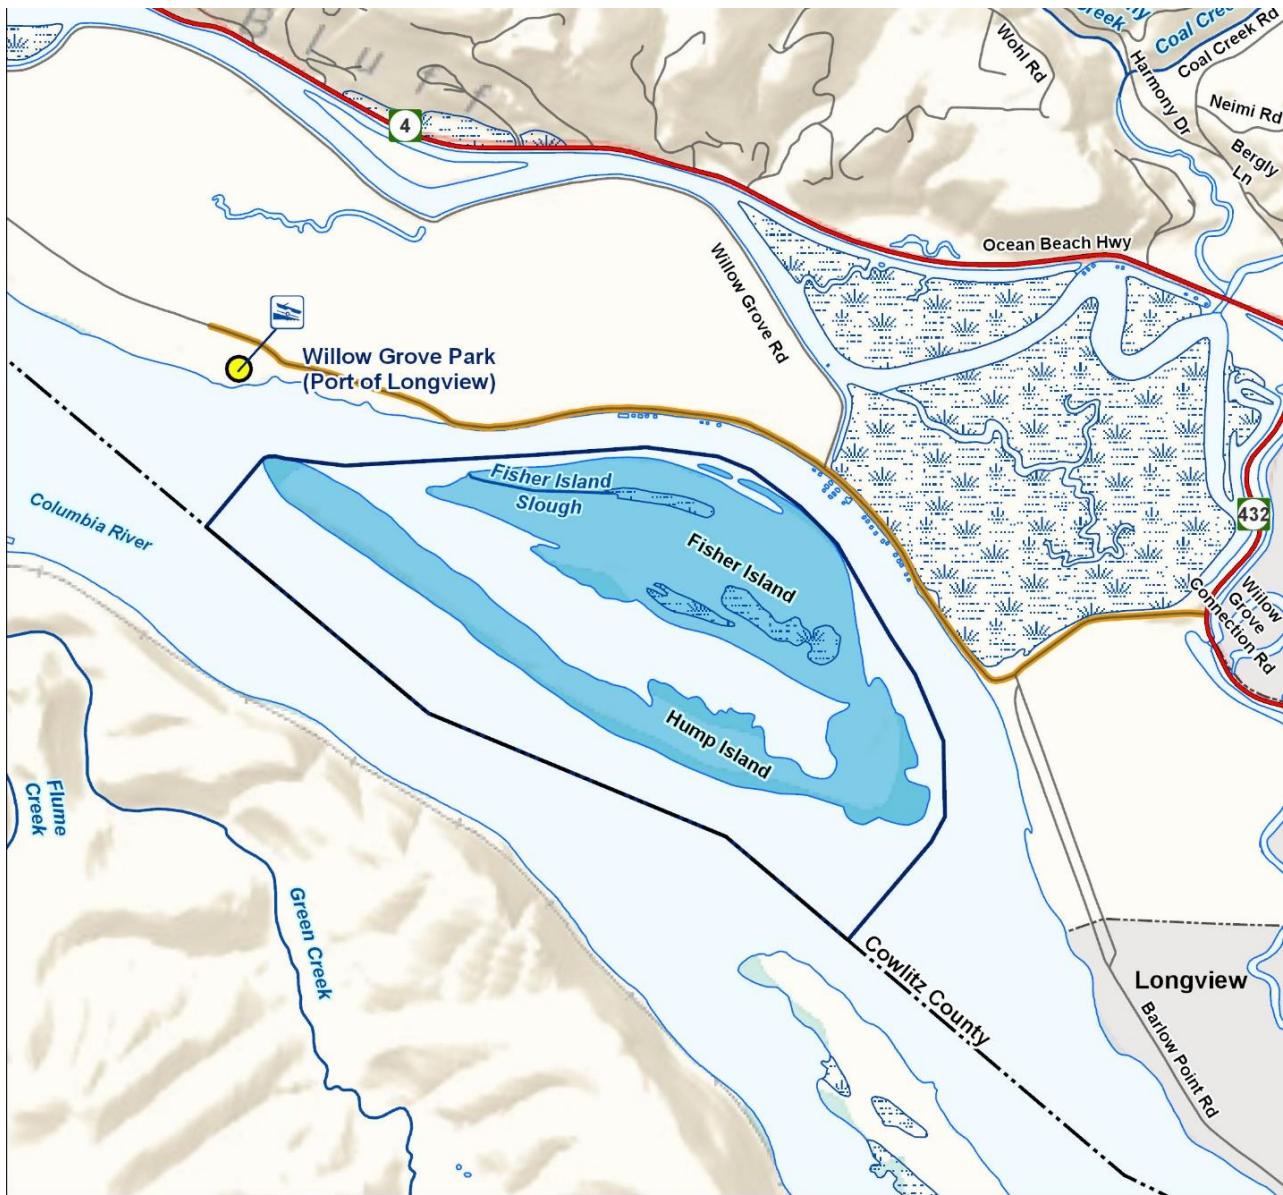 B l u f f
4
Wohl Rd
Creek
Coal Cree
Coal Creek Rd
Harmony Dr
Neimi Rd
Bergly
Ln
Ocean Beach Hwy
Willow Grove Rd
Willow Grove Park
(Port of Longview)
Fisher Island
Slough
Columbia River
432
Fisher Island
Willow
Grove
Connection Rd
Hump Island
Flume
Creek
Green Creek
Cowlitz County
Longview
Barlow Point Rd